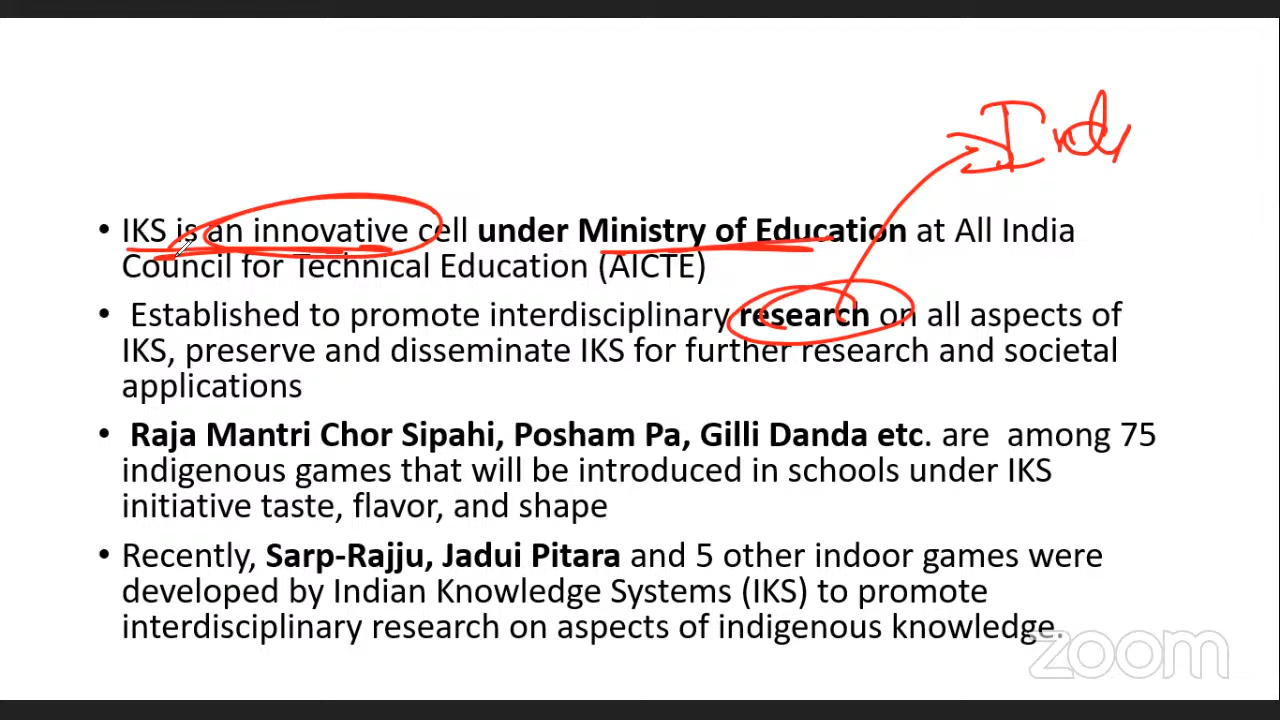 • IKS is an innovative cell under Ministry of Education at All India
Council for Technical Education (AICTE)
• Established to promote interdisciplinary research on all aspects of
IKS, preserve and disseminate IKS for further research and societal
applications
• Raja Mantri Chor Sipahi, Posham Pa, Gilli Danda etc. are among 75
indigenous games that will be introduced in schools under IKS
initiative taste, flavor, and shape
• Recently, Sarp-Rajju, Jadui Pitara and 5 other indoor games were
developed by Indian Knowledge Systems (IKS) to promote
interdisciplinary research on aspects of indigenous knowledge.
zoom